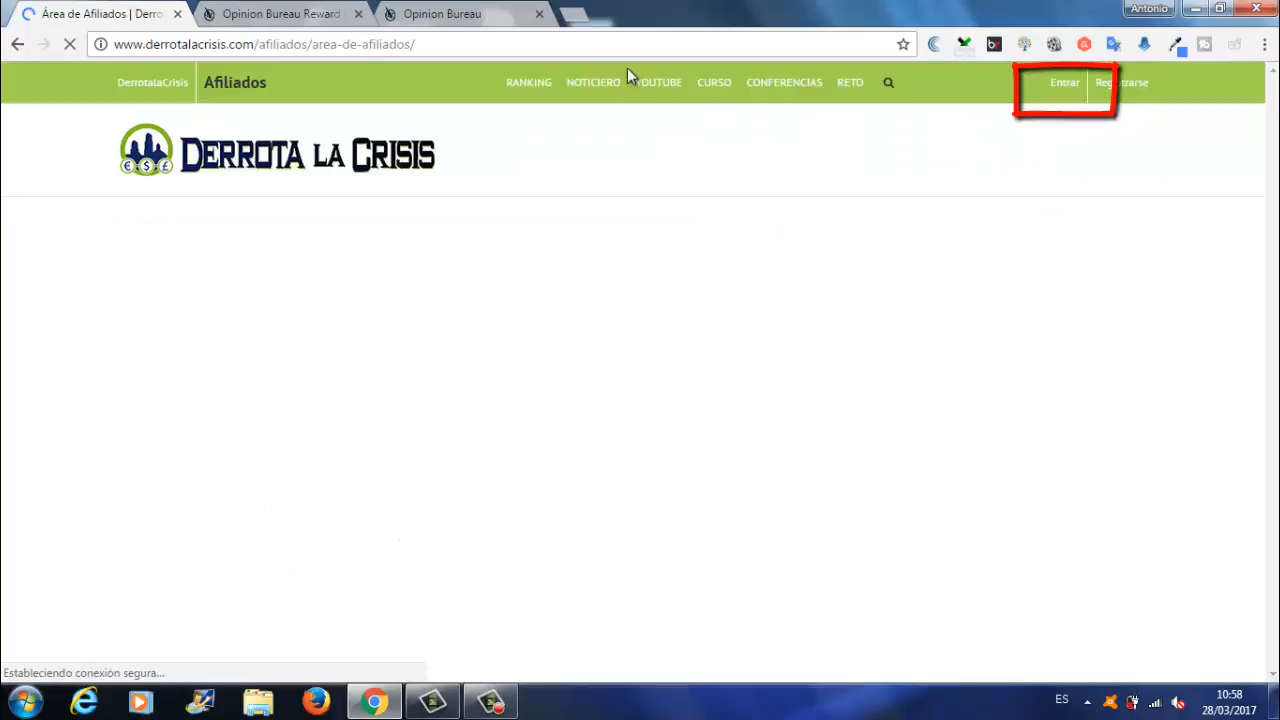 Área de Afiliados | Derro
Opinion Bureau Reward
Opinion Bureau
Antonio
www.derrotalacrisis.com/afiliados/area-de-afiliados/
DerrotalaCrisis
Afiliados
RANKING
NOTICIERO
YOUTUBE
CURSO
CONFERENCIAS
RETO
Entrar
Registrarse
DERROTA LA CRISIS
Estableciendo conexión segura...
ES
10:58
28/03/2017